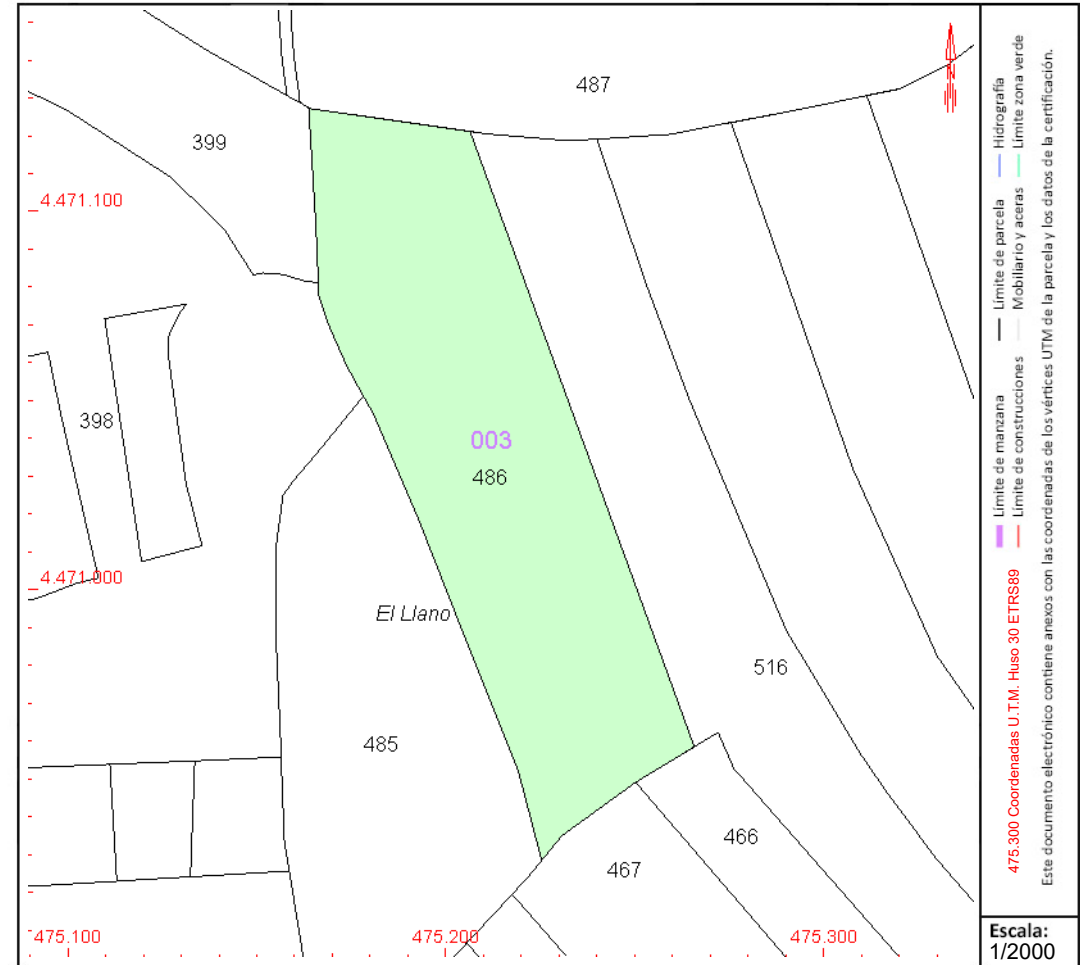 487
399
4.471.100
398
003
486
4.471.000
El Llano
516
485
466
467
475.100
475.200
475.300
N
Límite de manzana
Límite de parcela
Hidrografía
Límite de construcciones
Mobiliario y aceras
Límite zona verde
475.300 Coordenadas U.T.M. Huso 30 ETRS89
Este documento electrónico contiene anexos con las coordenadas de los vértices UTM de la parcela y los datos de la certificación.
Escala:
1/2000